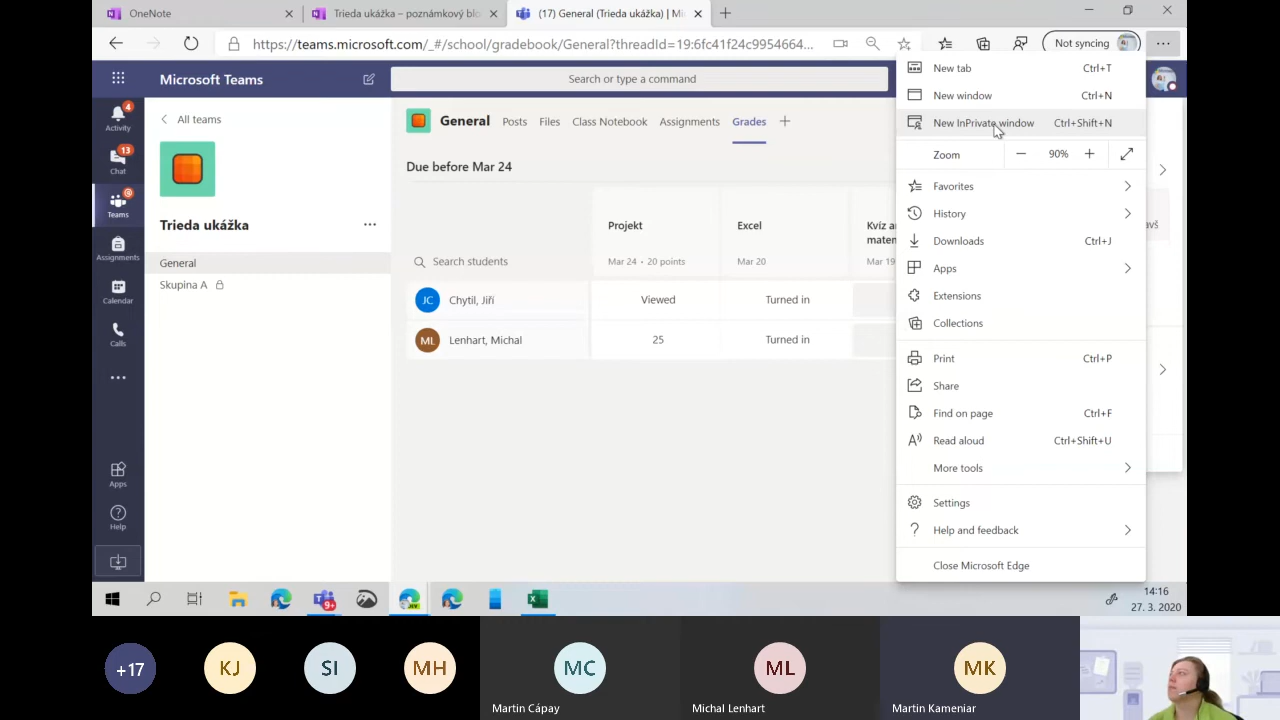 OneNote
Trieda ukážka – poznámkový blo
(17) General (Trieda ukážka) | Mi
https://teams.microsoft.com/_#/school/gradebook/General?threadId=19:6fc41f24c9954664...
Not syncing
Microsoft Teams
Search or type a command
4
Activity
13
Chat
Teams
Assignments
Calendar
Calls
Apps
Help
All teams
Trieda ukážka
General
Skupina A
General
Posts
Files
Class Notebook
Assignments
Grades
Due before Mar 24
Search students
Projekt
Mar 24 • 20 points
Excel
Mar 20
Kvíz
Mar 19
JC
Chytil, Jiří
Viewed
Turned in
ML
Lenhart, Michal
25
Turned in
New tab
Ctrl+T
New window
Ctrl+N
New InPrivate window
Ctrl+Shift+N
Zoom
90%
Favorites
History
Downloads
Ctrl+J
Apps
Extensions
Collections
Print
Ctrl+P
Share
Find on page
Ctrl+F
Read aloud
Ctrl+Shift+U
More tools
Settings
Help and feedback
Close Microsoft Edge
9+
14:16
27. 3. 2020
+17
KJ
SI
MH
MC
Martin Cápay
ML
Michal Lenhart
MK
Martin Kameniar